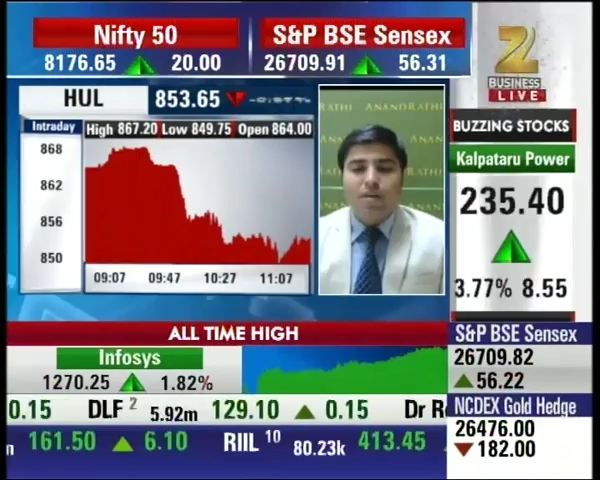 Nifty 50
8176.65 20.00
S&P BSE Sensex
26709.91 56.31
Z
BUSINESS
LIVE
HUL 853.65
Intraday High 867.20 Low 849.75 Open 864.00
868
862
856
850
09:07 09:47 10:27 11:07
ANANDRATHI
BUZZING STOCKS
Kalpataru Power
235.40
3.77% 8.55
ALL TIME HIGH
Infosys
1270.25 1.82%
S&P BSE Sensex
26709.82
56.22
NCDEX Gold Hedge
26476.00
182.00
0.15 DLF 2 5.92m 129.10 0.15 Dr R
m 161.50 6.10 RIIL 10 80.23k 413.45